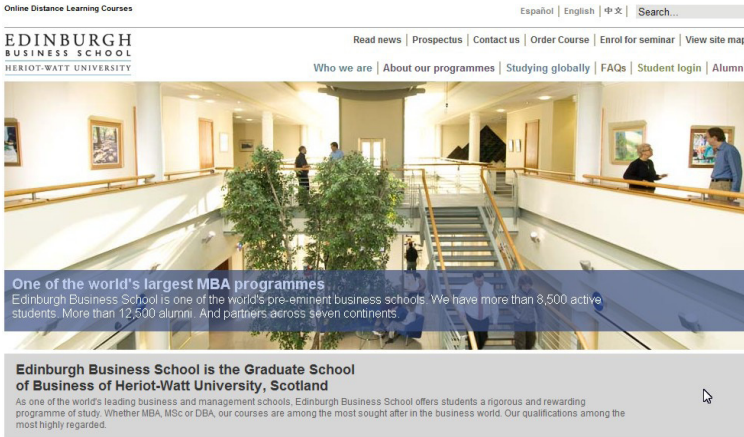 Online Distance Learning Courses
Español | English | 中文 | Search...
EDINBURGH
BUSINESS SCHOOL
HERIOT-WATT UNIVERSITY
Read news | Prospectus | Contact us | Order Course | Enrol for seminar | View site map
Who we are | About our programmes | Studying globally | FAQs | Student login | Alumn
One of the world's largest MBA programmes
Edinburgh Business School is one of the world's pre-eminent business schools. We have more than 8,500 active
students. More than 12,500 alumni. And partners across seven continents.
Edinburgh Business School is the Graduate School
of Business of Heriot-Watt University, Scotland
As one of the world's leading business and management schools, Edinburgh Business School offers students a rigorous and rewarding
programme of study. Whether MBA, MSc or DBA, our courses are among the most sought after in the business world. Our qualifications among the
most highly regarded.